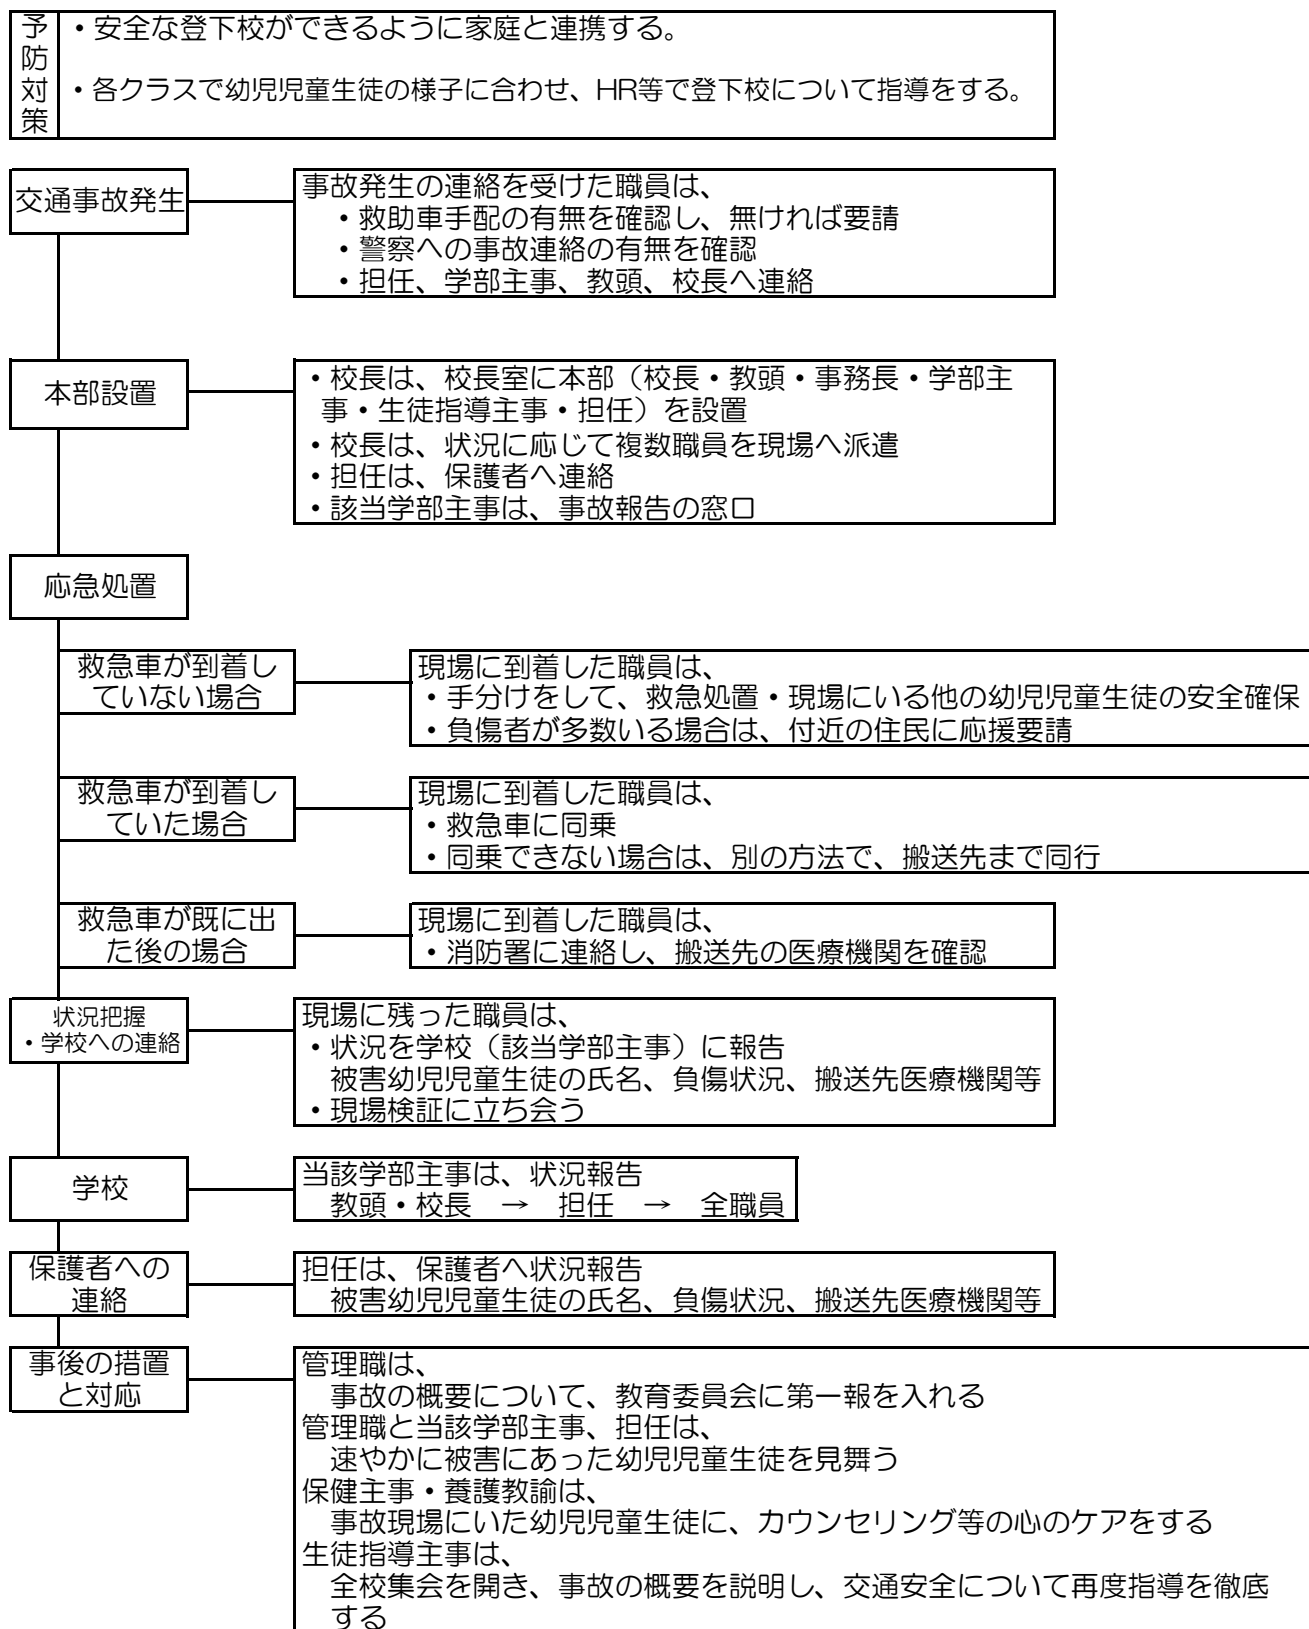 予防対策
・安全な登下校ができるように家庭と連携する。
・各クラスで幼児児童生徒の様子に合わせ、HR等で登下校について指導をする。
交通事故発生
事故発生の連絡を受けた職員は、
・救助車手配の有無を確認し、無ければ要請
・警察への事故連絡の有無を確認
・担任、学部主事、教頭、校長へ連絡
本部設置
・校長は、校長室に本部（校長・教頭・事務長・学部主
事・生徒指導主事・担任）を設置
・校長は、状況に応じて複数職員を現場へ派遣
・担任は、保護者へ連絡
・該当学部主事は、事故報告の窓口
応急処置
救急車が到着し
ていない場合
現場に到着した職員は、
・手分けをして、救急処置・現場にいる他の幼児児童生徒の安全確保
・負傷者が多数いる場合は、付近の住民に応援要請
救急車が到着し
ていた場合
現場に到着した職員は、
・救急車に同乗
・同乗できない場合は、別の方法で、搬送先まで同行
救急車が既に出
た後の場合
現場に到着した職員は、
・消防署に連絡し、搬送先の医療機関を確認
状況把握
・学校への連絡
現場に残った職員は、
・状況を学校（該当学部主事）に報告
被害幼児児童生徒の氏名、負傷状況、搬送先医療機関等
・現場検証に立ち会う
学校
当該学部主事は、状況報告
教頭・校長　→　担任　→　全職員
保護者への
連絡
担任は、保護者へ状況報告
被害幼児児童生徒の氏名、負傷状況、搬送先医療機関等
事後の措置
と対応
管理職は、
事故の概要について、教育委員会に第一報を入れる
管理職と当該学部主事、担任は、
速やかに被害にあった幼児児童生徒を見舞う
保健主事・養護教諭は、
事故現場にいた幼児児童生徒に、カウンセリング等の心のケアをする
生徒指導主事は、
全校集会を開き、事故の概要を説明し、交通安全について再度指導を徹底
する